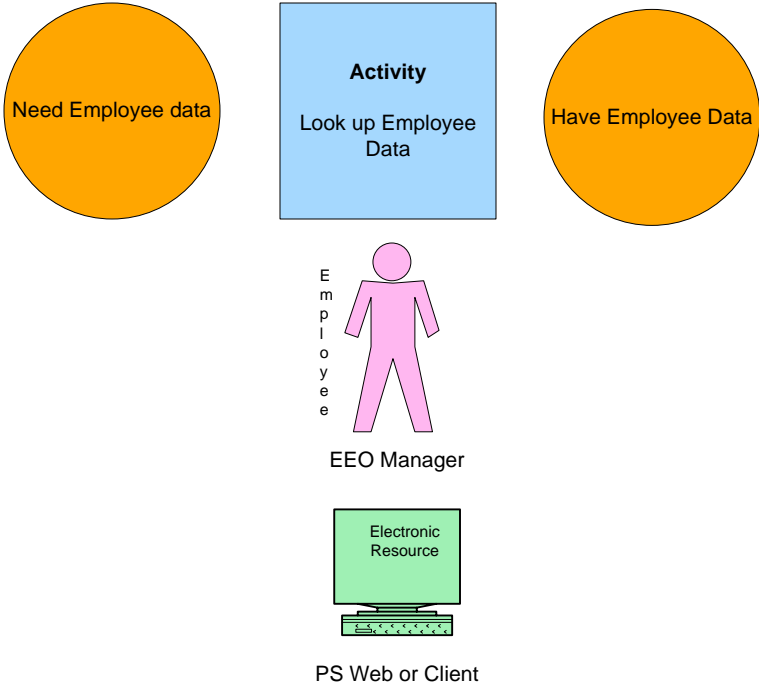 Need Employee data
Activity
Look up Employee
Data
Have Employee Data
Employee
EEO Manager
Electronic
Resource
PS Web or Client